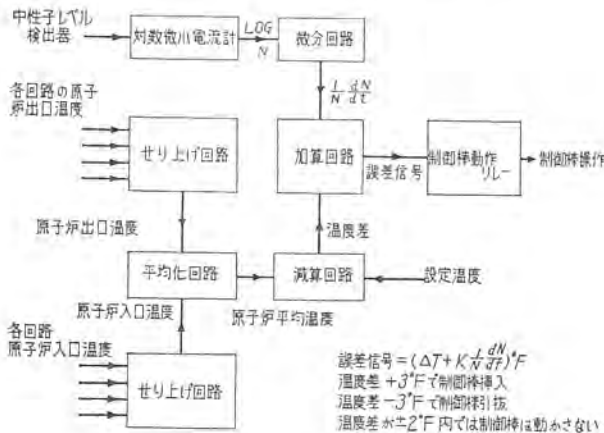 中性子レベル
検出器
対数微小電流計
LOG
N
微分回路
1/N dN/dt
各回路の原子
炉出口温度
せり上げ回路
加算回路
誤差信号
制御棒動作
リレー
制御棒操作
原子炉出口温度
温度差
平均化回路
減算回路
設定温度
原子炉入口温度
原子炉平均温度
各回路
原子炉入口温度
せり上げ回路
誤差信号=(ΔT+K 1/N dN/dT)°F
温度差+3°Fで制御棒挿入
温度差-3°Fで制御棒引抜
温度差が±2°F内では制御棒は動かさない